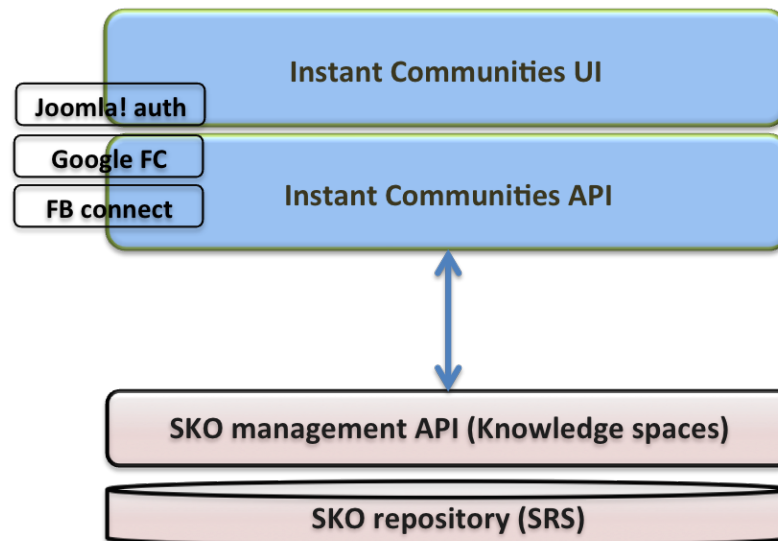 Instant Communities UI
Joomla! auth
Google FC
Instant Communities API
FB connect
SKO management API (Knowledge spaces)
SKO repository (SRS)